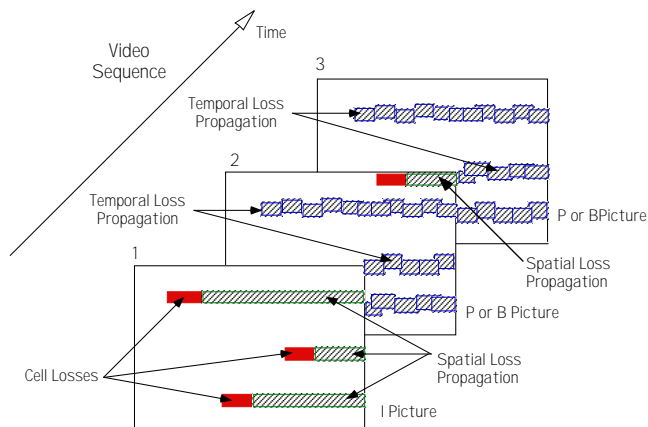 Time
Video
Sequence
3
Temporal Loss
Propagation
2
Temporal Loss
Propagation
P or BPicture
1
Spatial Loss
Propagation
P or B Picture
Spatial Loss
Propagation
Cell Losses
I Picture